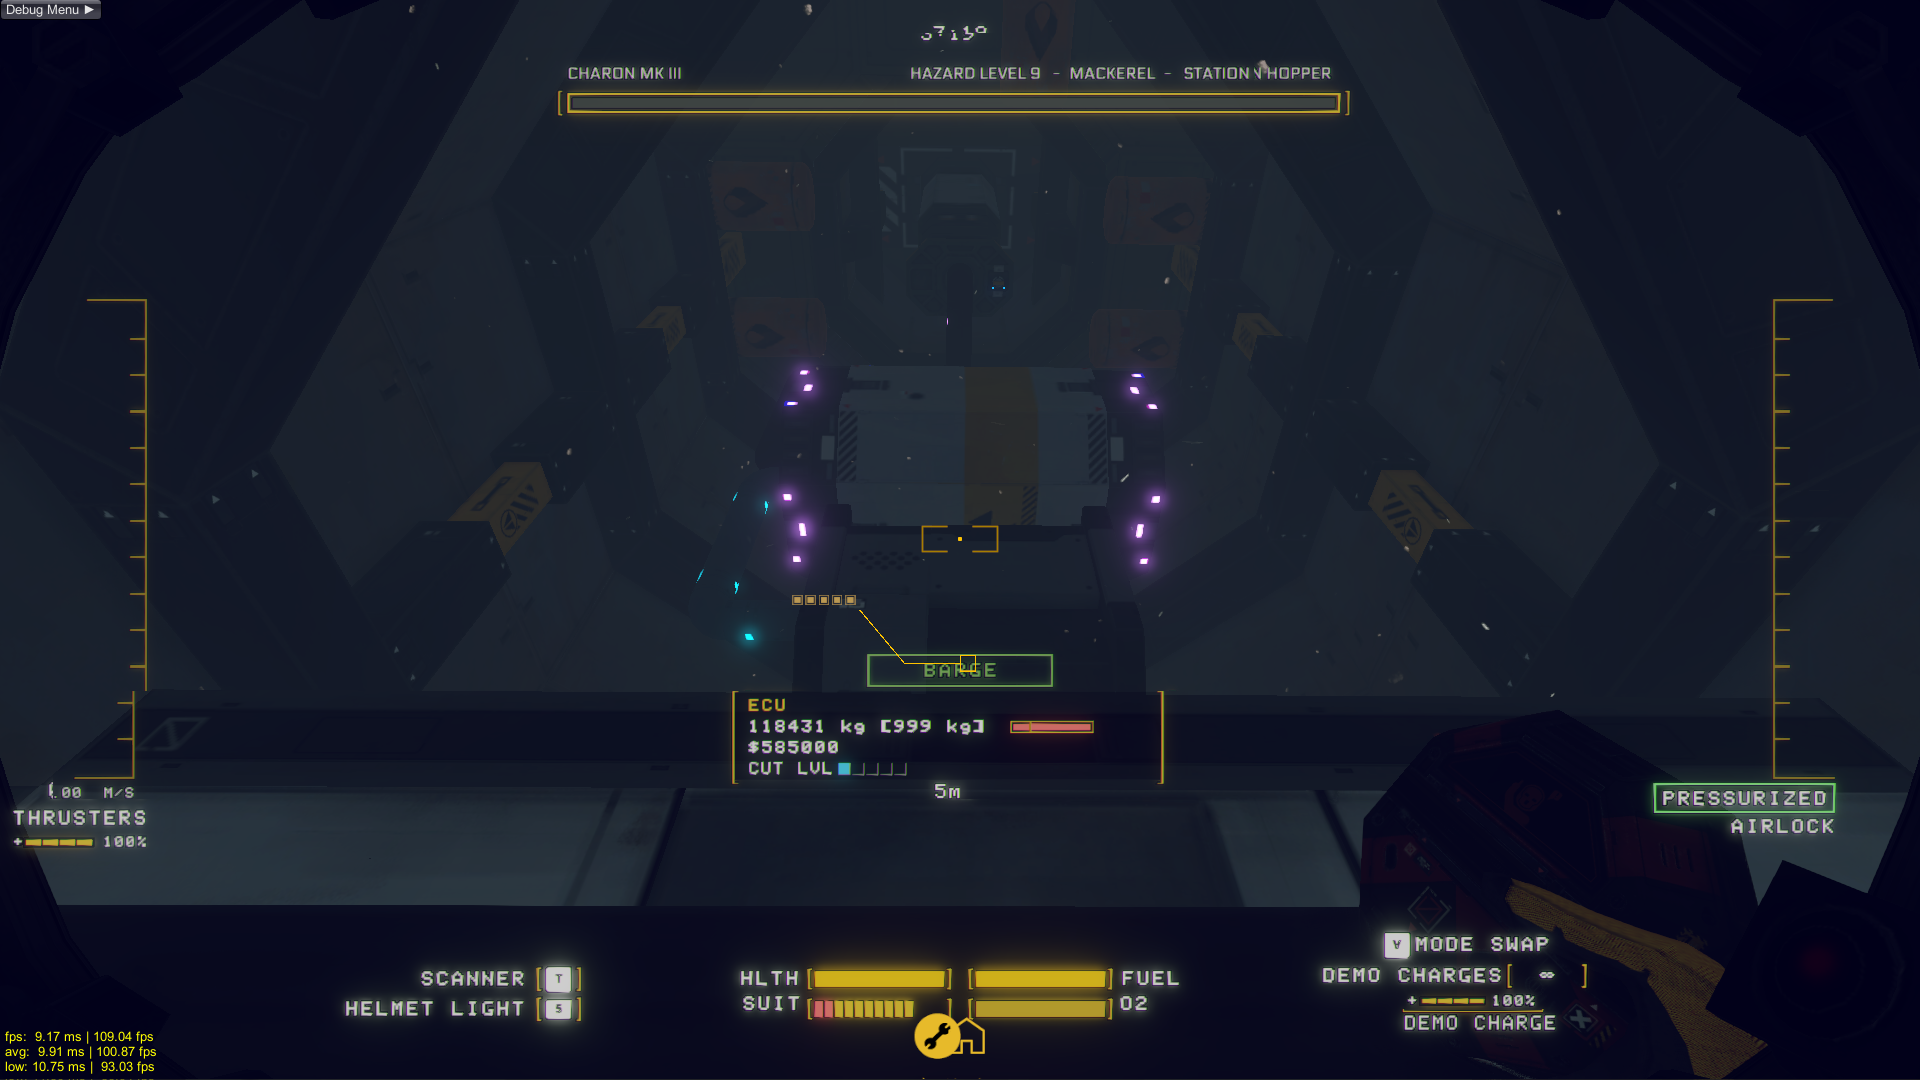 Debug Menu ►
CHARON MK III
HAZARD LEVEL 9 - MACKEREL - STATION HOPPER
BARGE
ECU
118431 kg [999 kg]
$585000
CUT LVL
5m
.00 M/S
THRUSTERS
+ 100%
PRESSURIZED
AIRLOCK
SCANNER [T]
HELMET LIGHT [5]
HLTH
FUEL
SUIT
O2
MODE SWAP
DEMO CHARGES [ ∞ ]
+ 100%
DEMO CHARGE
fps: 9.17 ms | 109.04 fps
avg: 9.91 ms | 100.87 fps
low: 10.75 ms | 93.03 fps